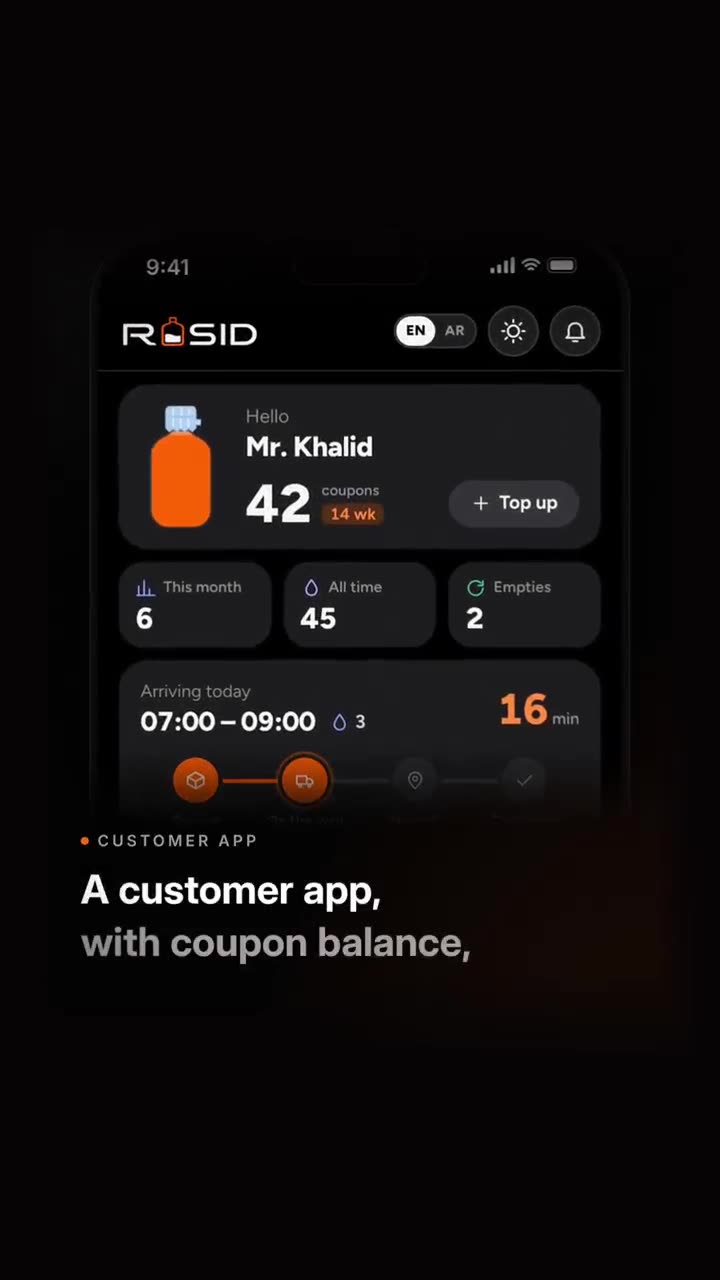 9:41
ROSID
EN AR
Hello
Mr. Khalid
42 coupons
14 wk
+ Top up
This month
6
All time
45
Empties
2
Arriving today
07:00 – 09:00 3
16 min
CUSTOMER APP
A customer app,
with coupon balance,